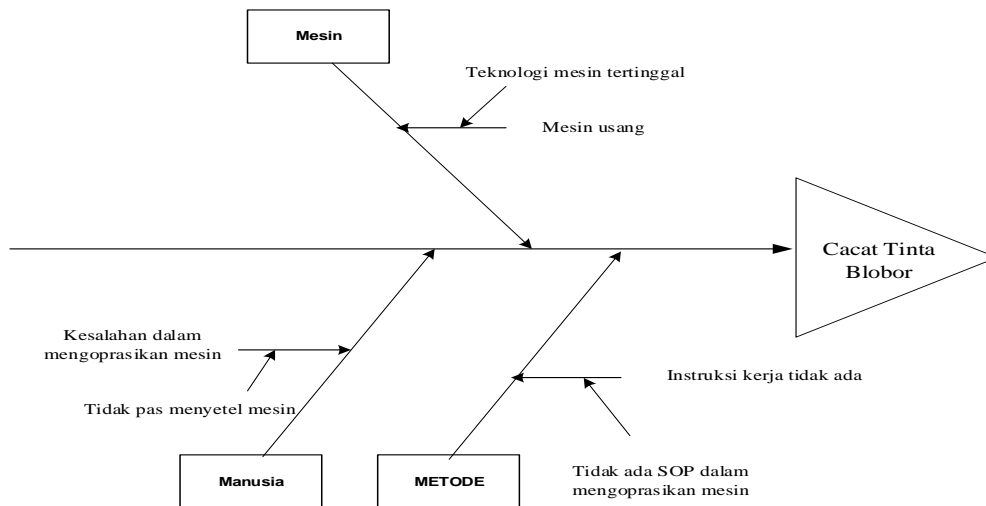 Mesin
Teknologi mesin tertinggal
Mesin usang
Cacat Tinta
Blobor
Kesalahan dalam
mengoprasikan mesin
Instruksi kerja tidak ada
Tidak pas menyetel mesin
Tidak ada SOP dalam
mengoprasikan mesin
Manusia
METODE